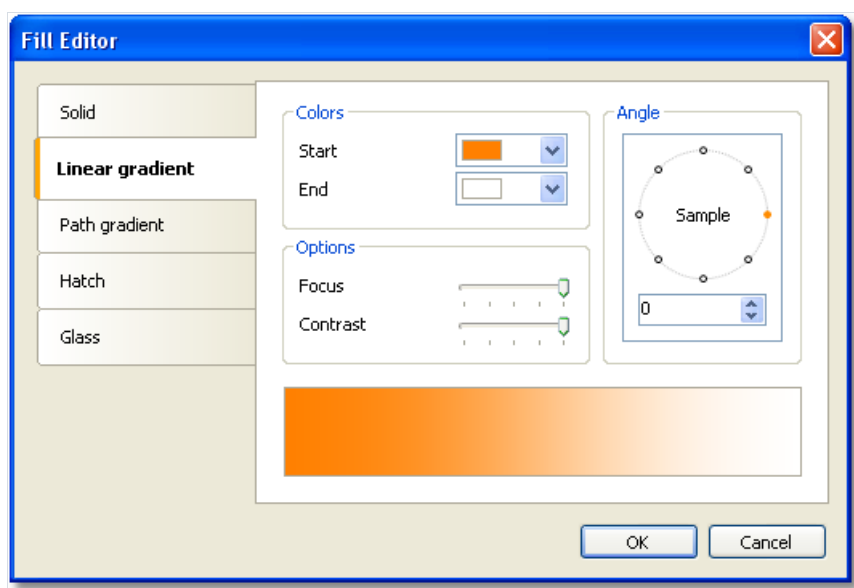 Fill Editor
Solid
Linear gradient
Path gradient
Hatch
Glass
Colors
Start
End
Options
Focus
Contrast
Angle
Sample
0
OK
Cancel